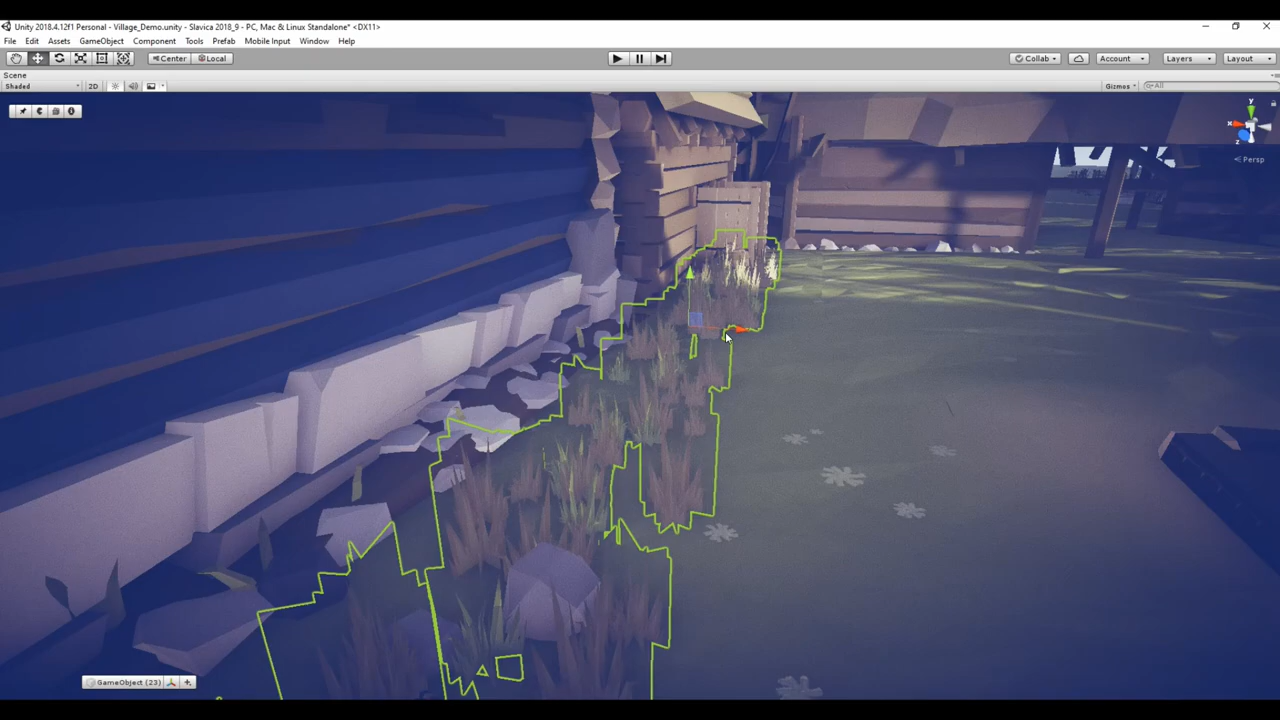 Unity 2018.4.12f1 Personal - Village_Demo.unity - Slavica 2018_9 - PC, Mac & Linux Standalone* <DX11>
File Edit Assets GameObject Component Tools Prefab Mobile Input Window Help
Center Local Collab Account Layers Layout
Scene
Shaded 2D Gizmos All
y
x
z
Persp
GameObject (23)